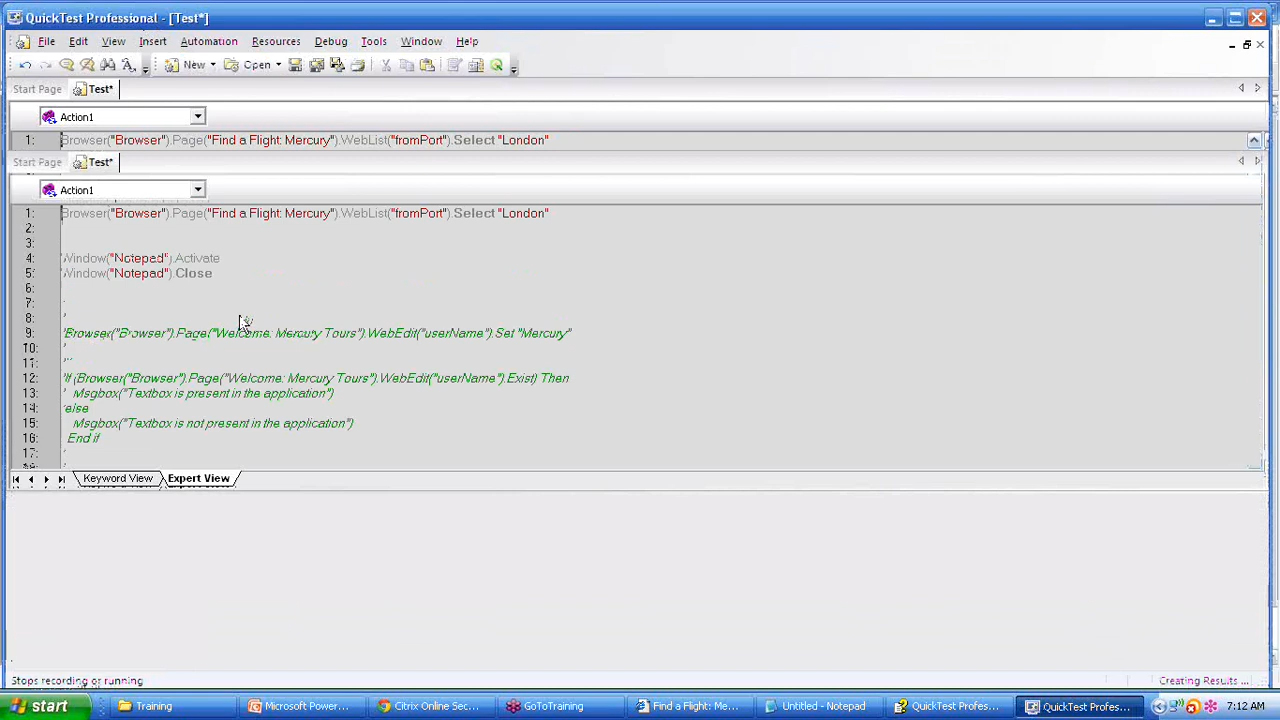 QuickTest Professional - [Test*]
File Edit View Insert Automation Resources Debug Tools Window Help
New Open
Start Page Test*
Action1
1: Browser("Browser").Page("Find a Flight: Mercury").WebList("fromPort").Select "London"
Start Page Test*
Action1
1: Browser("Browser").Page("Find a Flight: Mercury").WebList("fromPort").Select "London"
2:
3:
4: Window("Notepad").Activate
5: Window("Notepad").Close
6:
7:
8: '
9: 'Browser("Browser").Page("Welcome: Mercury Tours").WebEdit("userName").Set "Mercury"
10: '
11:
12: 'If (Browser("Browser").Page("Welcome: Mercury Tours").WebEdit("userName").Exist) Then
13: ' Msgbox("Textbox is present in the application")
14: 'else
15: Msgbox("Textbox is not present in the application")
16: End if
17: '
18: '
Keyword View Expert View
Stops recording or running Creating Results...
start Training Microsoft Power... Citrix Online Sec... GoToTraining Find a Flight: Me... Untitled - Notepad QuickTest Profes... QuickTest Profes... 7:12 AM